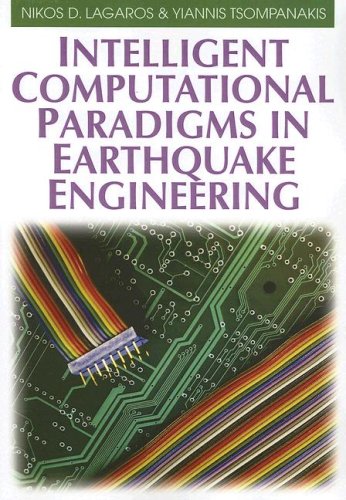 NIKOS D. LAGAROS & YIANNIS TSOMPANAKIS
INTELLIGENT
COMPUTATIONAL
PARADIGMS IN
EARTHQUAKE
ENGINEERING